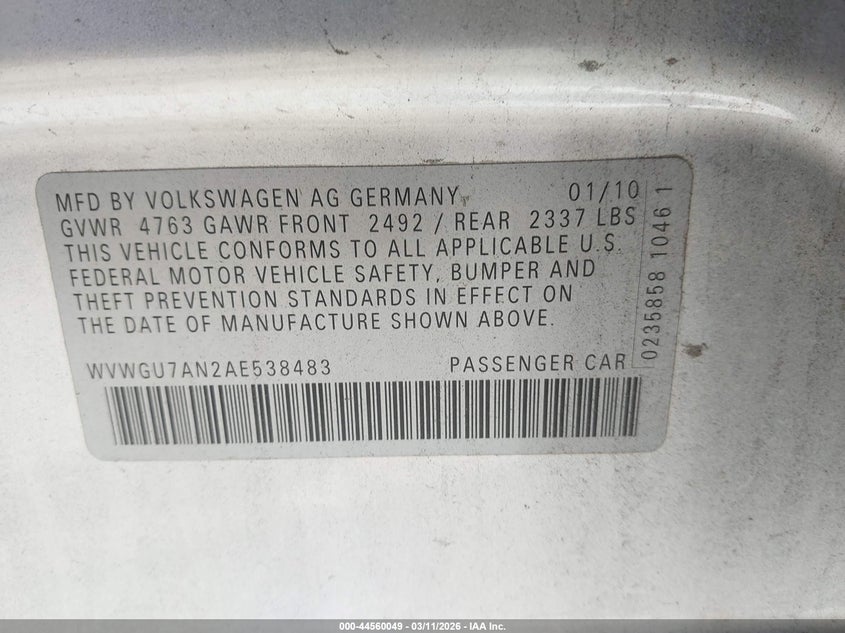 MFD BY VOLKSWAGEN AG GERMANY 01/10
GVWR 4763 GAWR FRONT 2492 / REAR 2337 LBS
THIS VEHICLE CONFORMS TO ALL APPLICABLE U.S.
FEDERAL MOTOR VEHICLE SAFETY, BUMPER AND
THEFT PREVENTION STANDARDS IN EFFECT ON
THE DATE OF MANUFACTURE SHOWN ABOVE.
WVWGU7AN2AE538483 PASSENGER CAR
0235858 1046 1
000-44560049 - 03/11/2026 - IAA Inc.